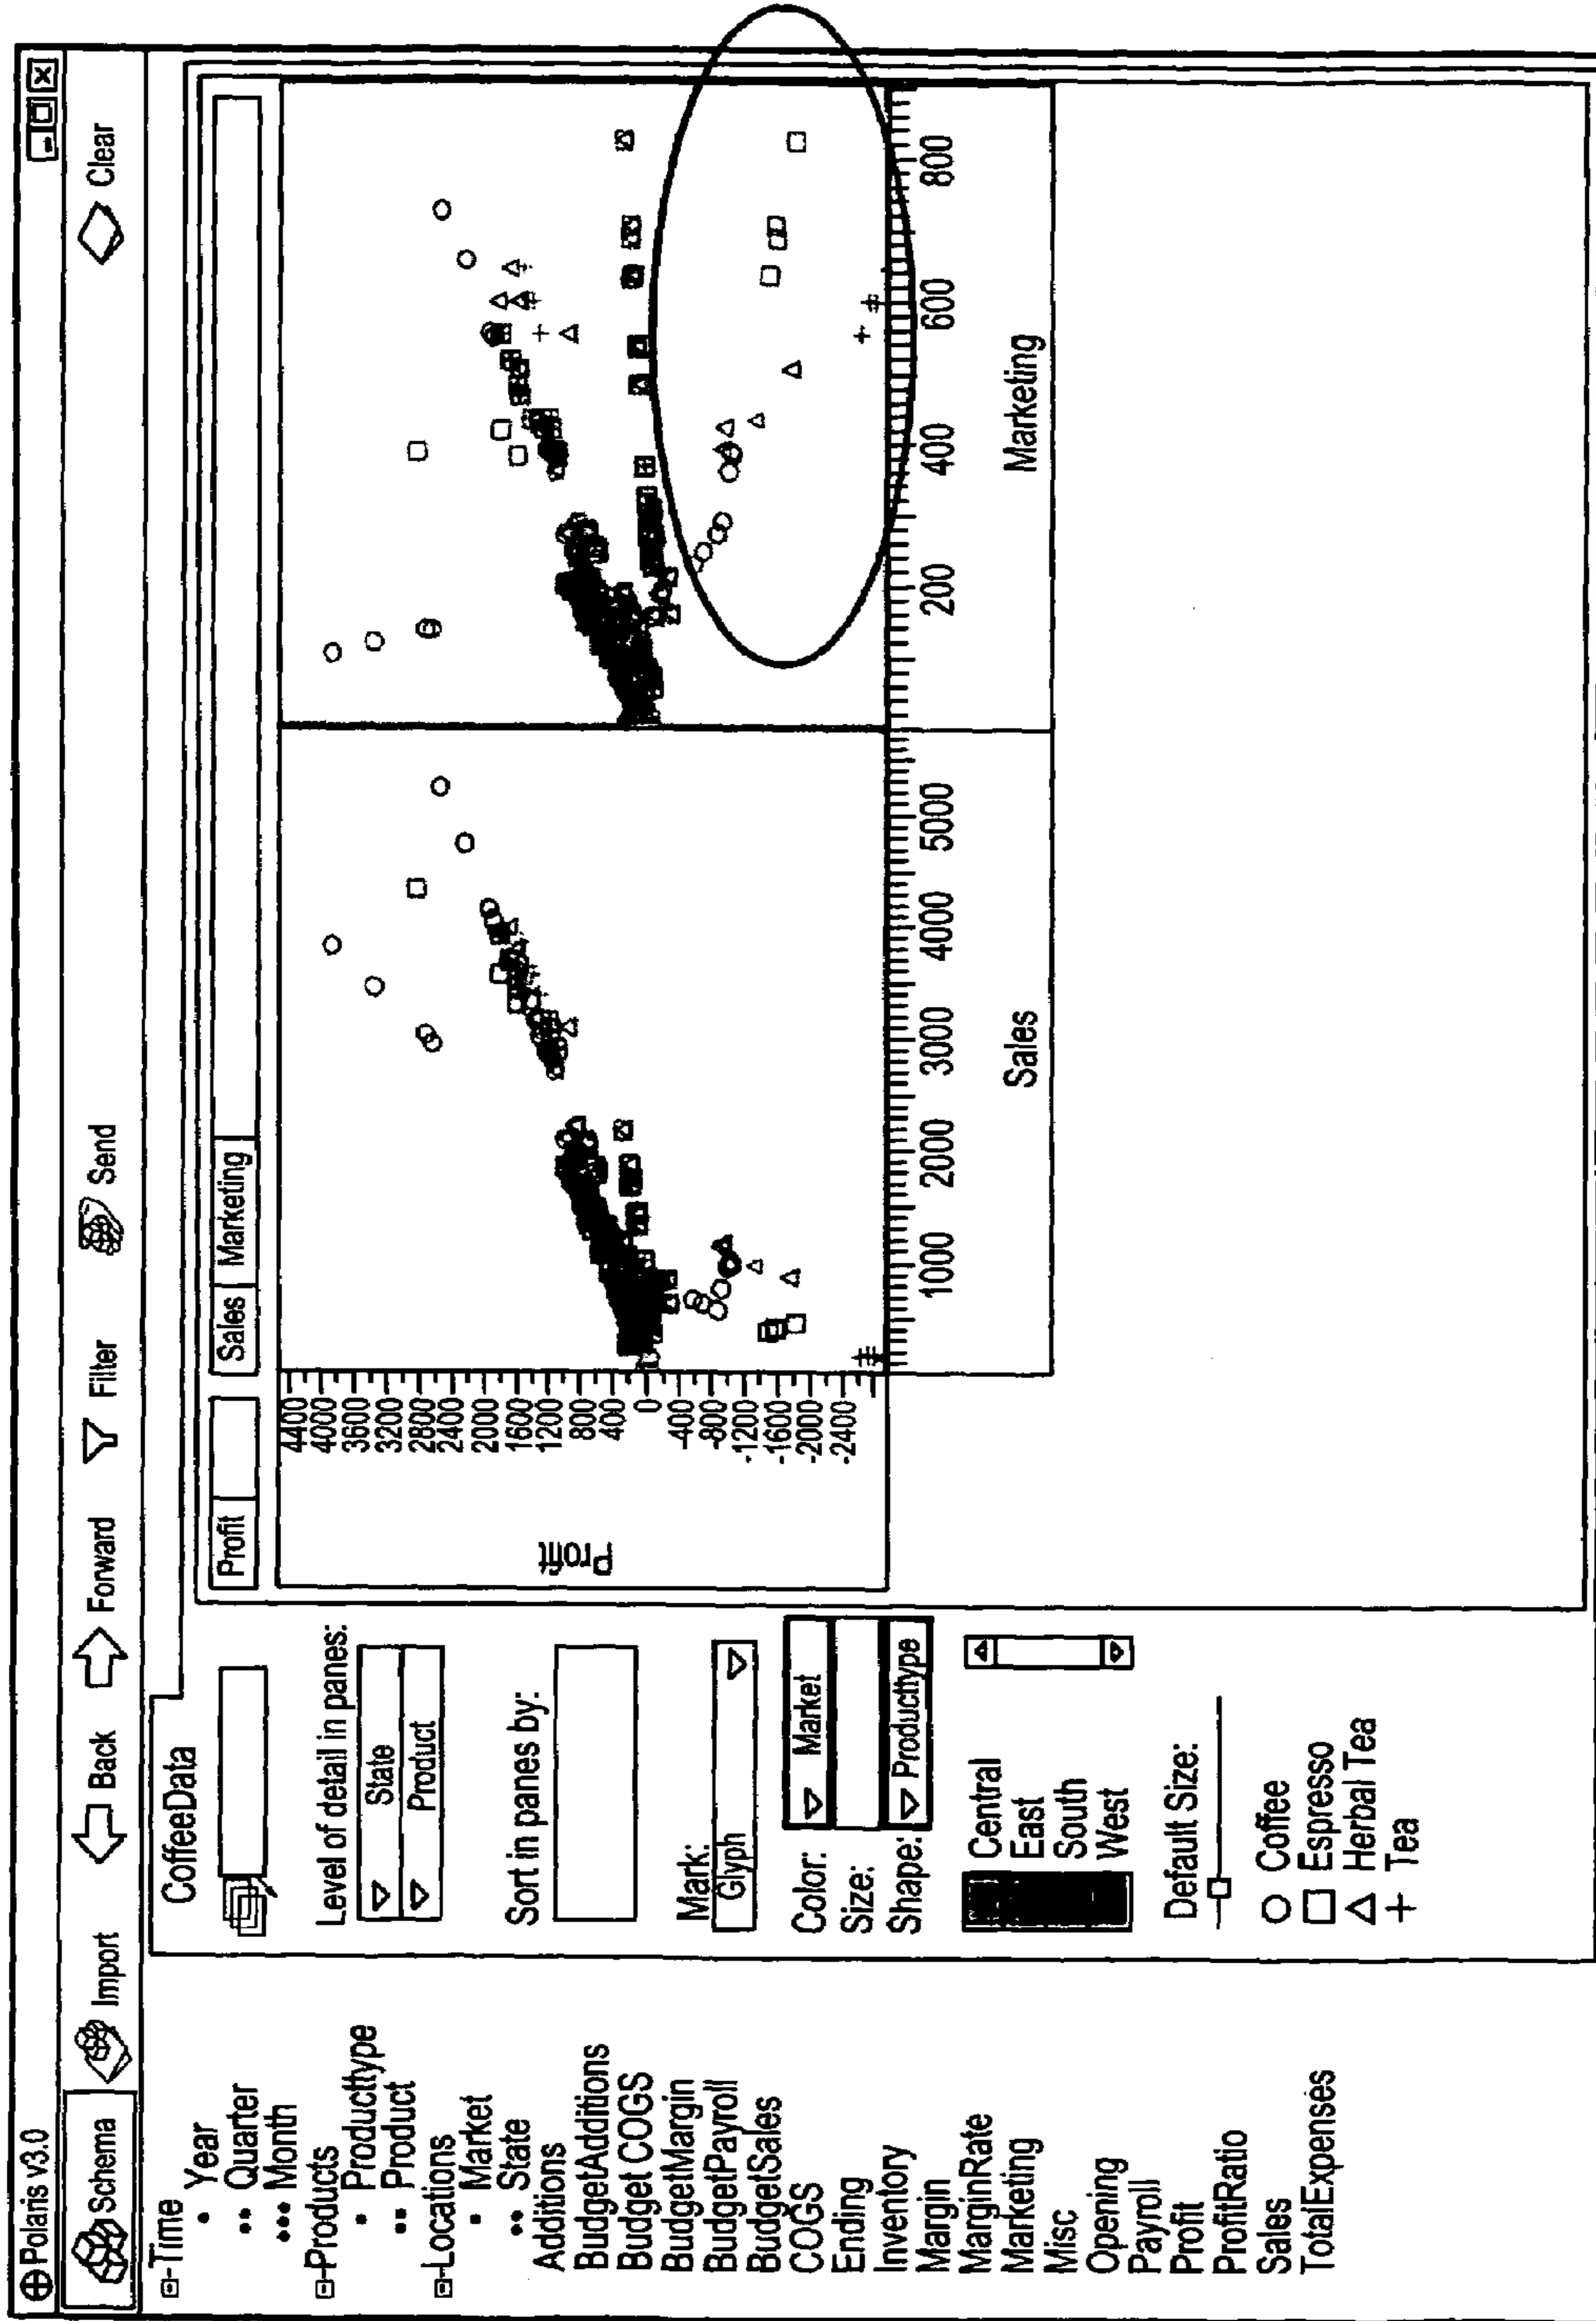 Polaris v3.0
Schema
Import
Back
Forward
Filter
Send
Clear
Time
Year
Quarter
Month
Products
Producttype
Product
Locations
Market
State
Additions
BudgetAdditions
Budget COGS
BudgetMargin
BudgetPayroll
BudgetSales
COGS
Ending
Inventory
Margin
MarginRate
Marketing
Misc
Opening
Payroll
Profit
ProfitRatio
Sales
TotalExpenses
CoffeeData
Level of detail in panes:
State
Product
Sort in panes by:
Mark:
Glyph
Color: Market
Size:
Shape: Producttype
Central
East
South
West
Default Size:
Coffee
Espresso
Herbal Tea
Tea
Profit
Sales Marketing
Profit
4400
4000
3600
3200
2800
2400
2000
1600
1200
800
400
0
-400
-800
-1200
-1600
-2000
-2400
1000 2000 3000 4000 5000
Sales
200 400 600 800
Marketing